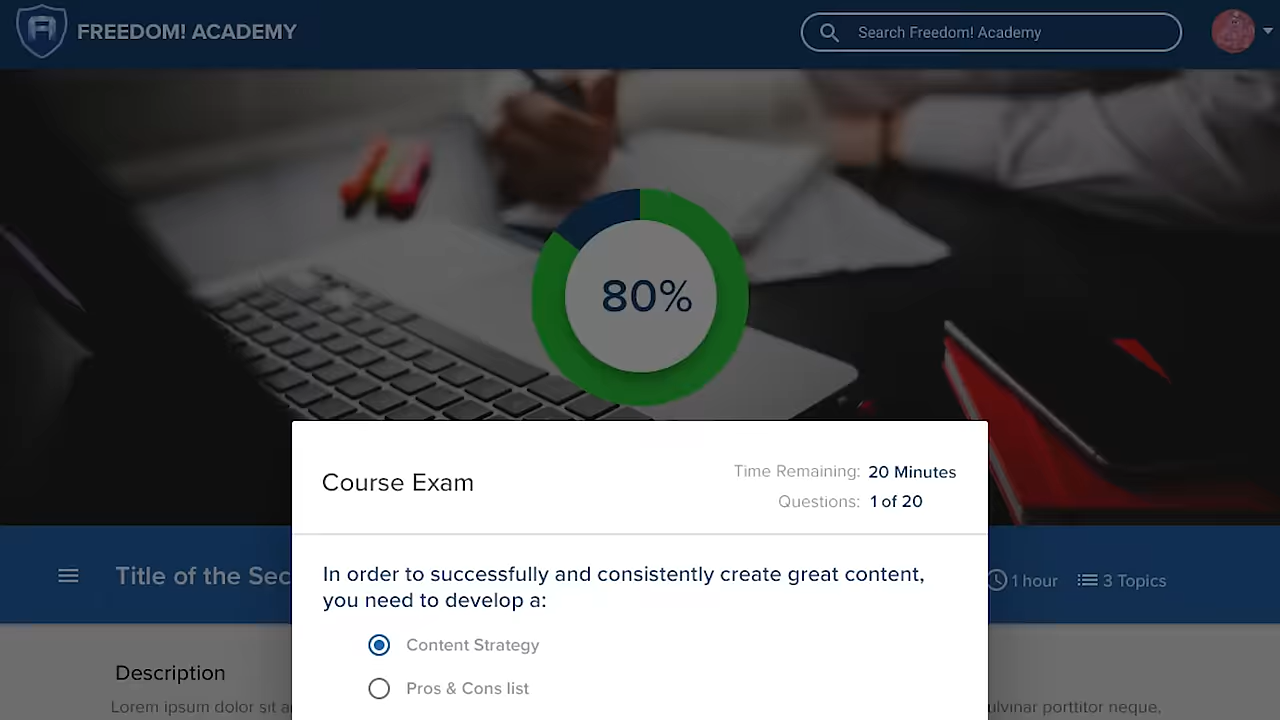 FREEDOM! ACADEMY
Search Freedom! Academy
80%
Course Exam
Time Remaining: 20 Minutes
Questions: 1 of 20
Title of the Sec
1 hour
3 Topics
In order to successfully and consistently create great content,
you need to develop a:
Content Strategy
Pros & Cons list
Description
Lorem ipsum dolor sit a
ulvinar porttitor neque,